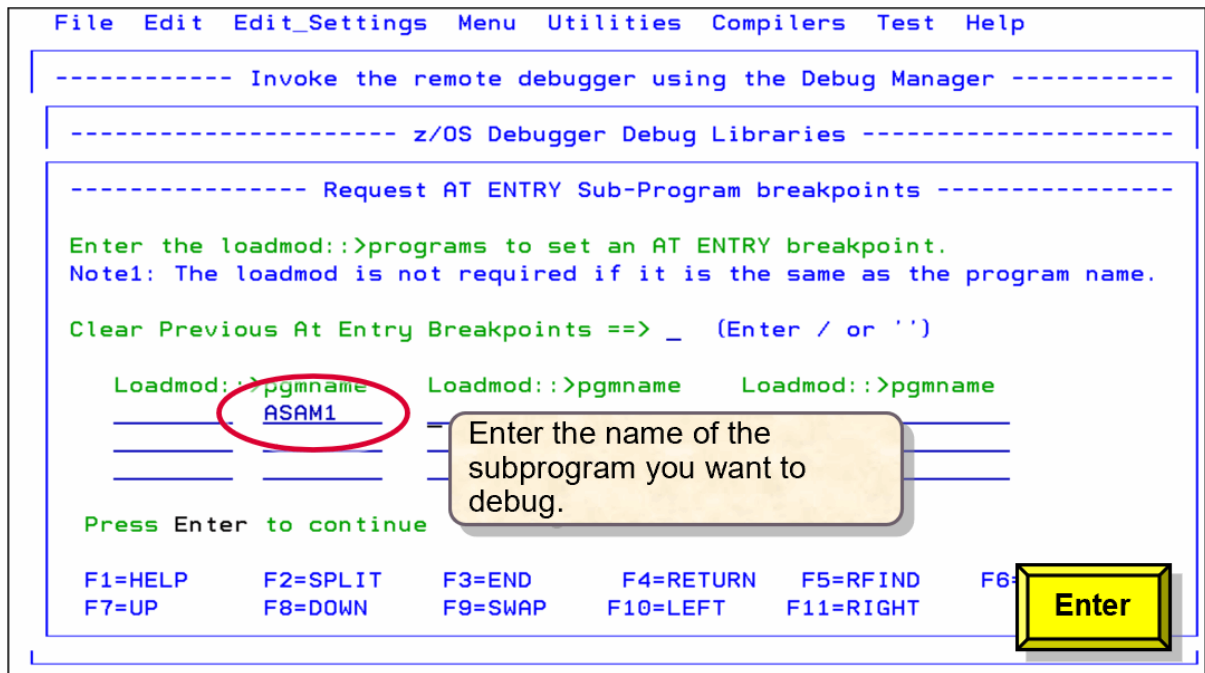 File Edit Edit_Settings Menu Utilities Compilers Test Help
------------ Invoke the remote debugger using the Debug Manager -----------
---------------------- z/OS Debugger Debug Libraries ---------------------
---------------- Request AT ENTRY Sub-Program breakpoints ----------------
Enter the loadmod::>programs to set an AT ENTRY breakpoint.
Note1: The loadmod is not required if it is the same as the program name.
Clear Previous At Entry Breakpoints ==> _ (Enter / or '')
Loadmod::>pgmname Loadmod::>pgmname Loadmod::>pgmname
ASAM1
Enter the name of the
subprogram you want to
debug.
Press Enter to continue
F1=HELP F2=SPLIT F3=END F4=RETURN F5=RFIND F6=
F7=UP F8=DOWN F9=SWAP F10=LEFT F11=RIGHT
Enter